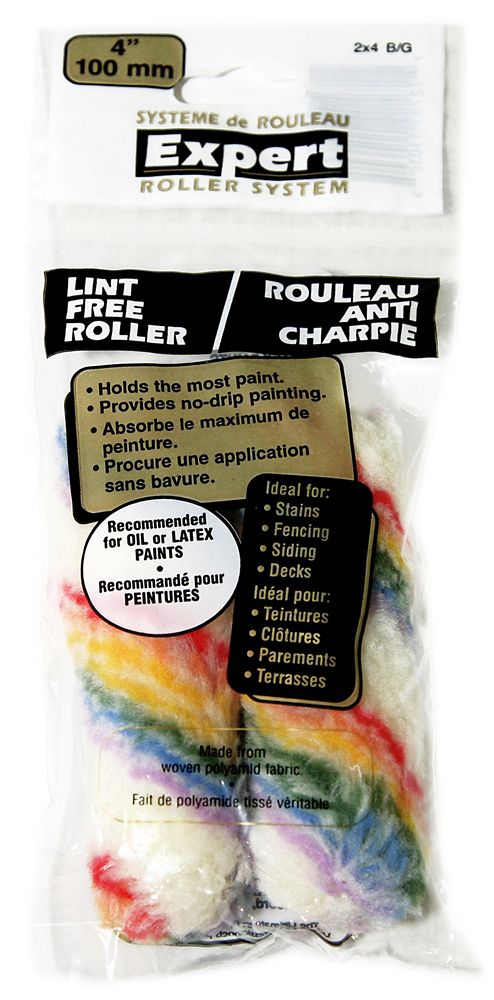 4”
100 mm
2x4 B/G
SYSTEME de ROULEAU
Expert
ROLLER SYSTEM
LINT
FREE
ROLLER
ROULEAU
ANTI
CHARPIE
• Holds the most paint.
• Provides no-drip painting.
• Absorbe le maximum de
peinture.
• Procure une application
sans bavure.
Recommended
for OIL or LATEX
PAINTS
•
Recommandé pour
PEINTURES
Ideal for:
• Stains
• Fencing
• Siding
• Decks
Idéal pour:
• Teintures
• Clôtures
• Parements
• Terrasses
Made from
woven polyamid fabric.
•
Fait de polyamide tissé véritable.